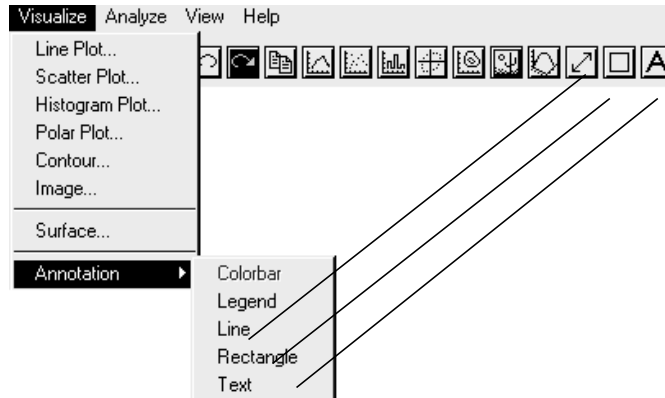 Visualize Analyze View Help
Line Plot...
Scatter Plot...
Histogram Plot...
Polar Plot...
Contour...
Image...
Surface...
Annotation
Colorbar
Legend
Line
Rectangle
Text
A